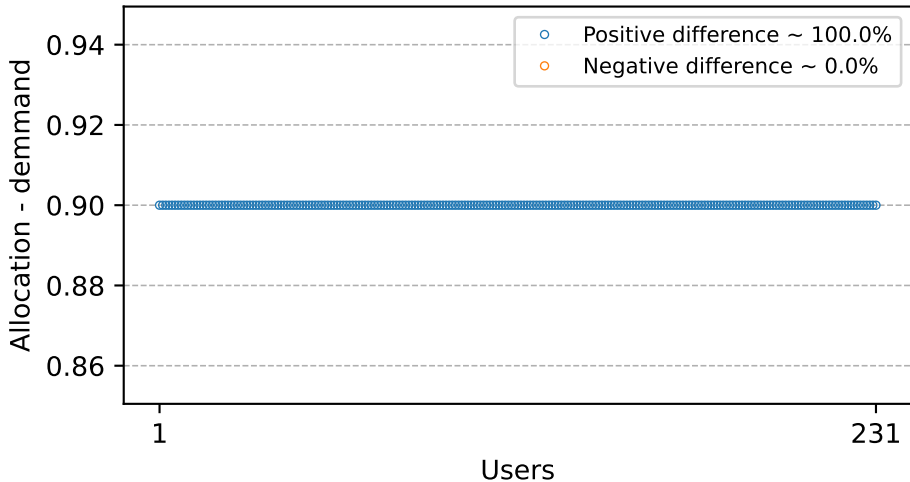 Allocation - demmand
0.94
0.92
0.90
0.88
0.86
Positive difference ~ 100.0%
Negative difference ~ 0.0%
1
231
Users